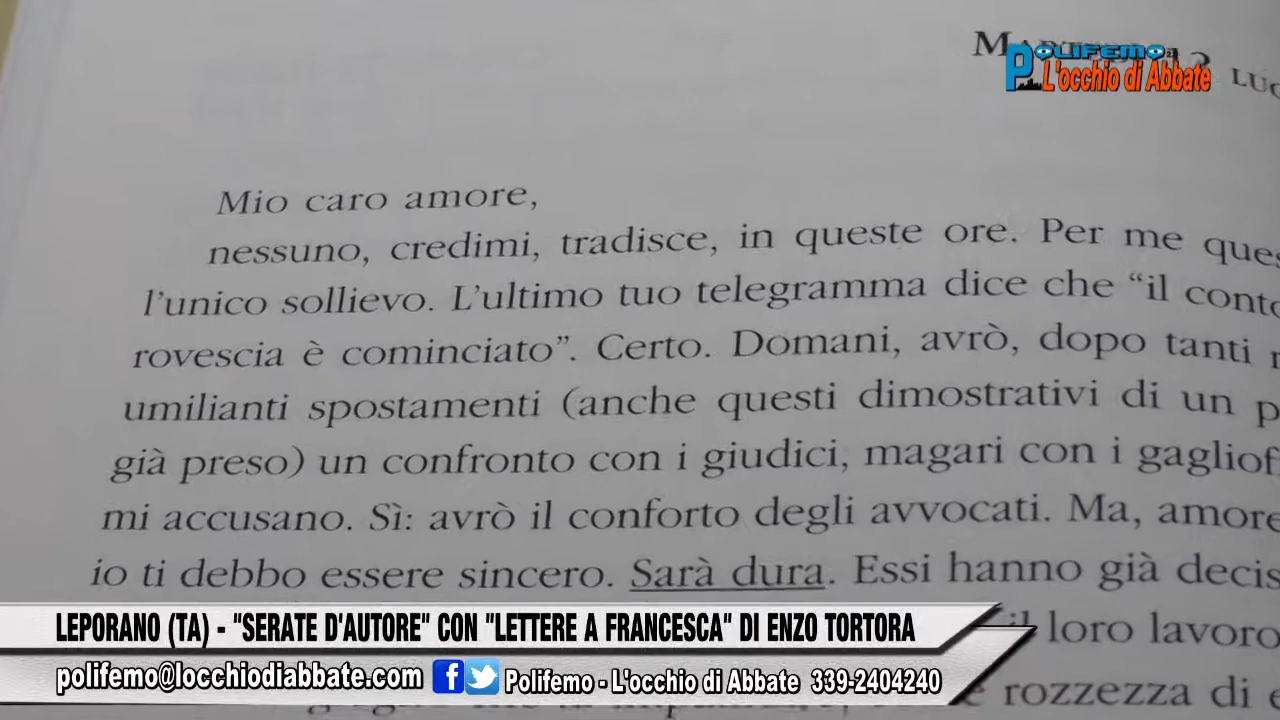 POLIFEMO
L'occhio di Abbate
Mio caro amore,
nessuno, credimi, tradisce, in queste ore. Per me
l'unico sollievo. L'ultimo tuo telegramma dice che "il
rovescia è cominciato". Certo. Domani, avrò, dopo tanti
umilianti spostamenti (anche questi dimostrativi di un
già preso) un confronto con i giudici, magari con i
mi accusano. Sì: avrò il conforto degli avvocati. Ma, amore
io ti debbo essere sincero. Sarà dura. Essi hanno già
il loro lavoro
rozzezza di
LEPORANO (TA) - "SERATE D'AUTORE" CON "LETTERE A FRANCESCA" DI ENZO TORTORA
polifemo@locchiodiabbate.com Polifemo - L'occhio di Abbate 339-2404240